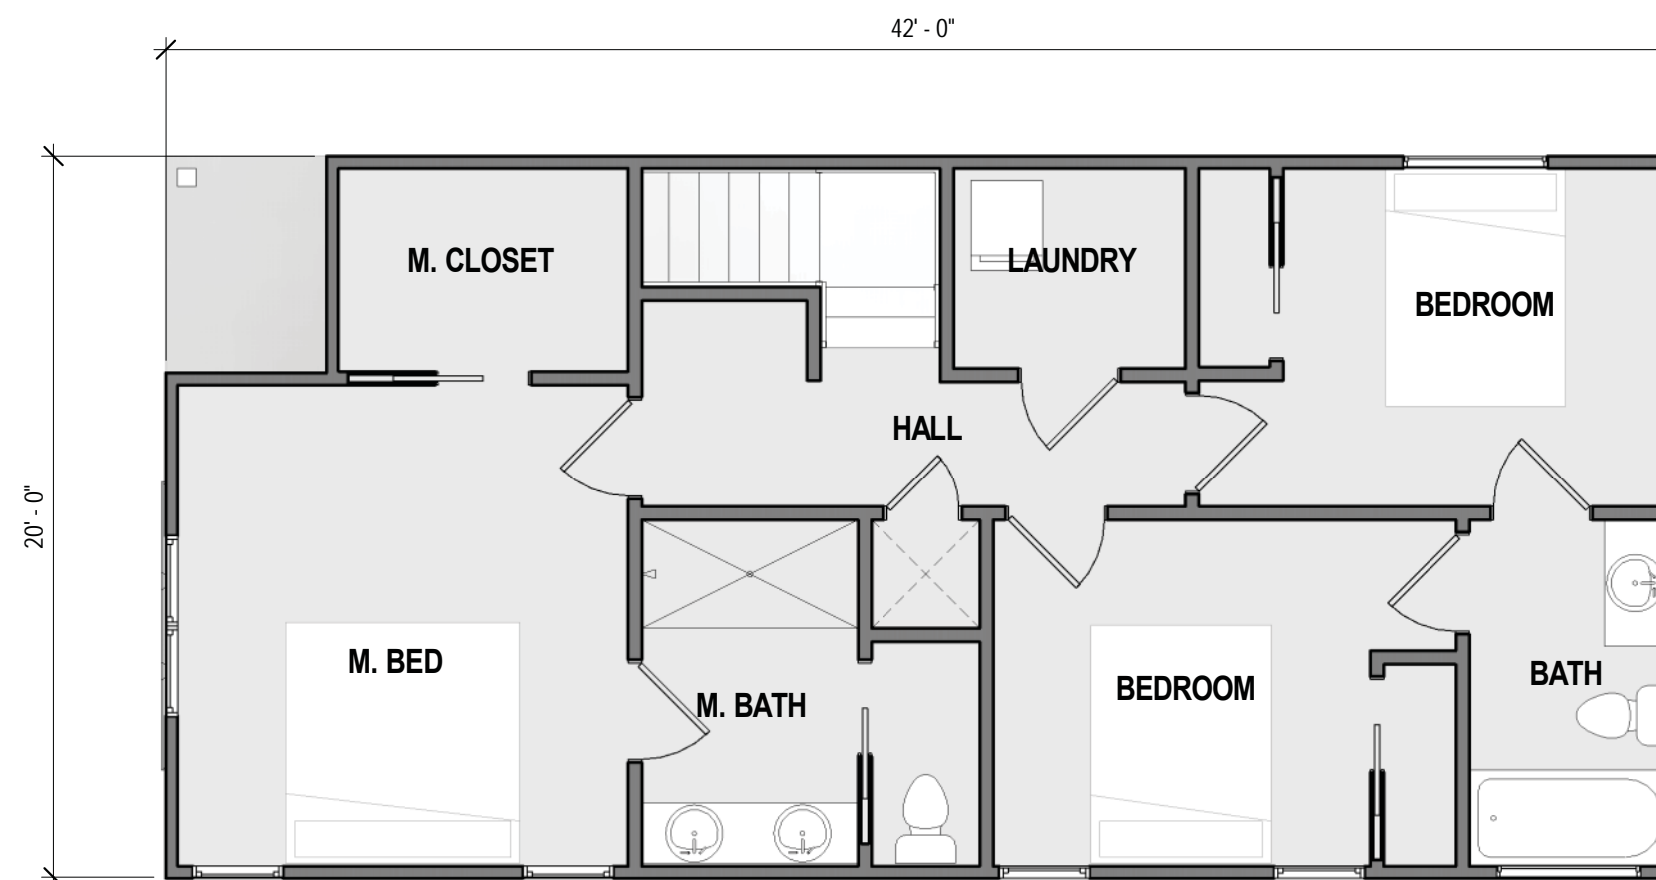 42' - 0"
M. CLOSET
LAUNDRY
BEDROOM
HALL
20' - 0"
M. BED
M. BATH
BEDROOM
BATH